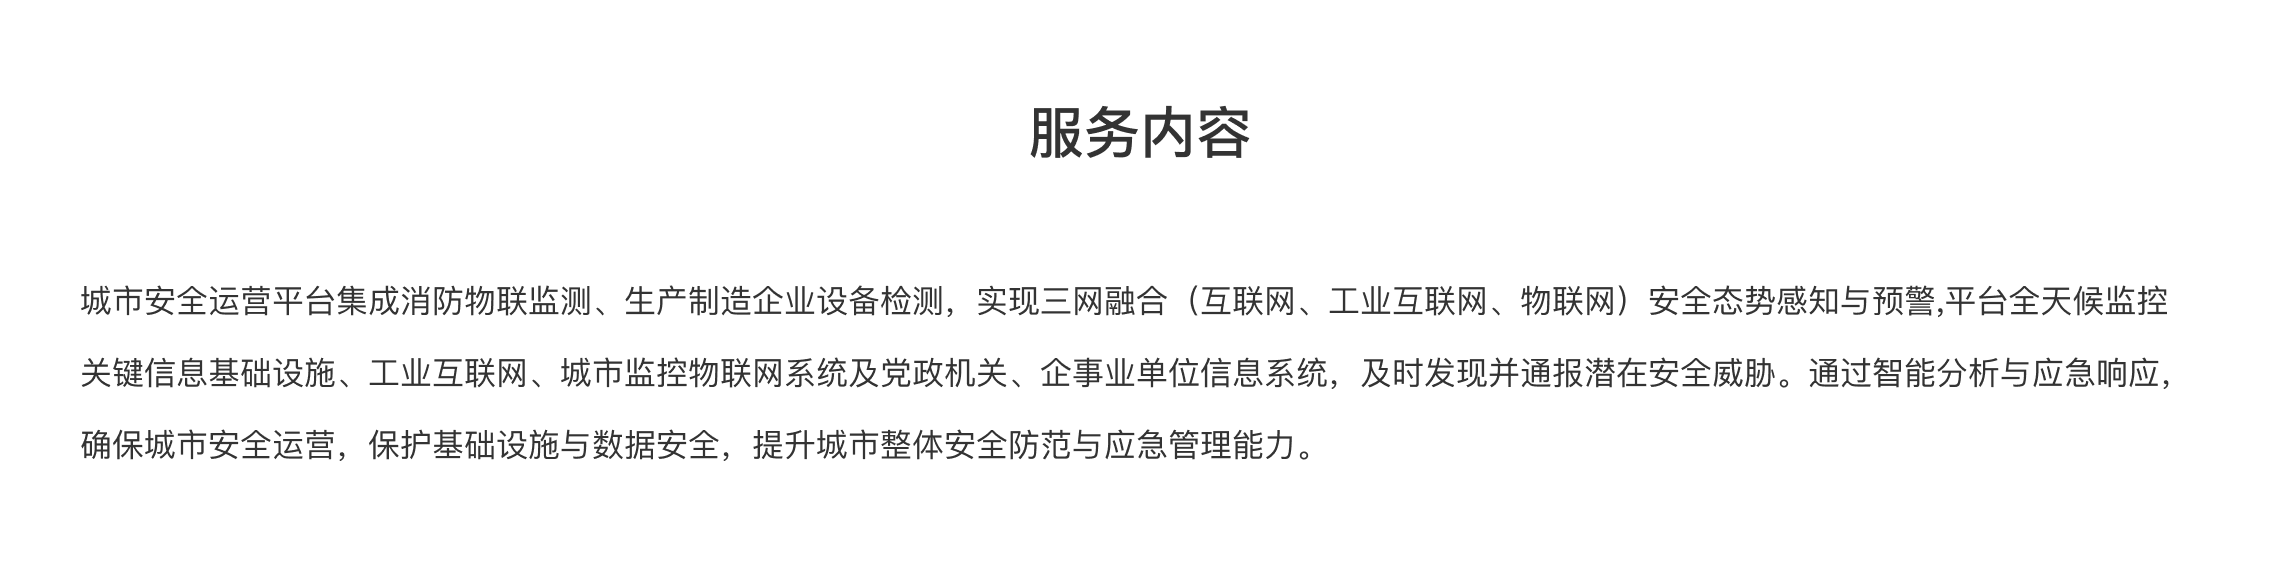 服务内容
城市安全运营平台集成消防物联监测、生产制造企业设备检测，实现三网融合（互联网、工业互联网、物联网）安全态势感知与预警,平台全天候监控
关键信息基础设施、工业互联网、城市监控物联网系统及党政机关、企事业单位信息系统，及时发现并通报潜在安全威胁。通过智能分析与应急响应，
确保城市安全运营，保护基础设施与数据安全，提升城市整体安全防范与应急管理能力。